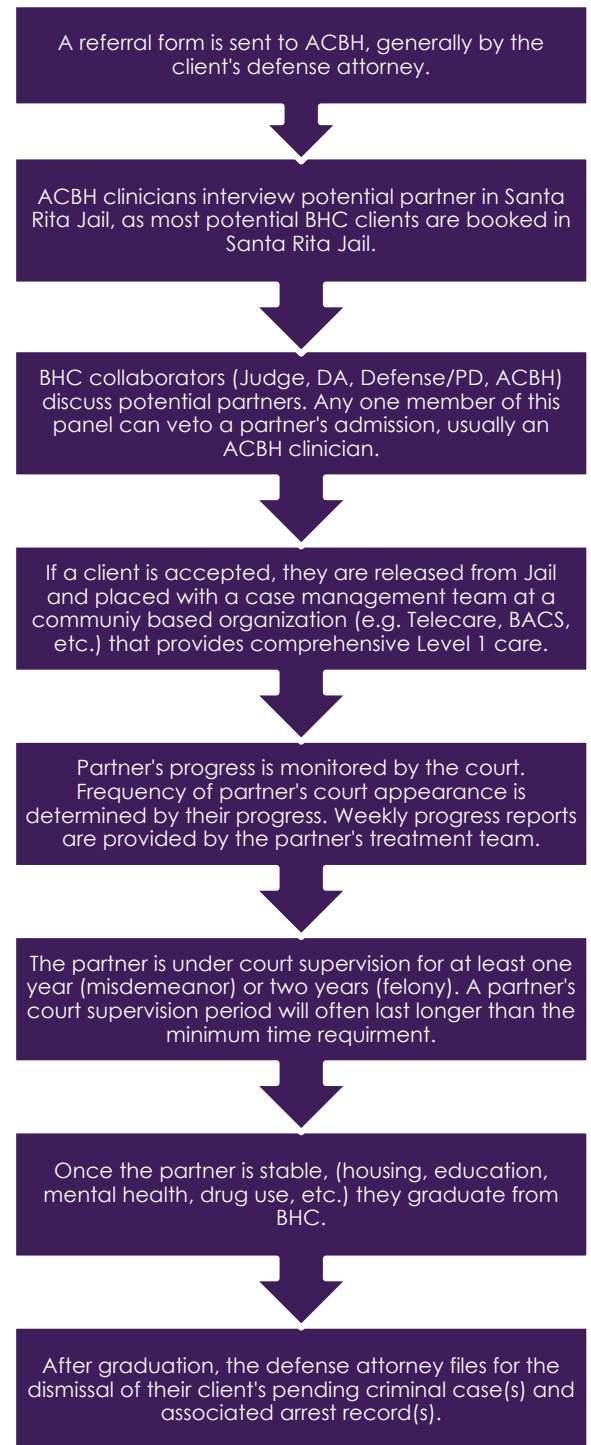 A referral form is sent to ACBH, generally by the
client's defense attorney.
ACBH clinicians interview potential partner in Santa
Rita Jail, as most potential BHC clients are booked in
Santa Rita Jail.
BHC collaborators (Judge, DA, Defense/PD, ACBH)
discuss potential partners. Any one member of this
panel can veto a partner's admission, usually an
ACBH clinician.
If a client is accepted, they are released from Jail
and placed with a case management team at a
communiy based organization (e.g. Telecare, BACS,
etc.) that provides comprehensive Level 1 care.
Partner's progress is monitored by the court.
Frequency of partner's court appearance is
determined by their progress. Weekly progress reports
are provided by the partner's treatment team.
The partner is under court supervision for at least one
year (misdemeanor) or two years (felony). A partner's
court supervision period will often last longer than the
minimum time requirment.
Once the partner is stable, (housing, education,
mental health, drug use, etc.) they graduate from
BHC.
After graduation, the defense attorney files for the
dismissal of their client's pending criminal case(s) and
associated arrest record(s).